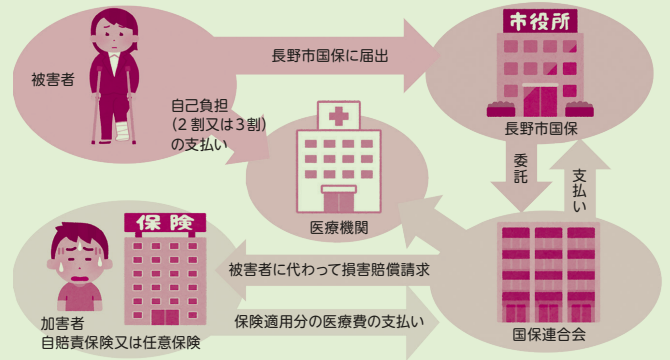 市役所
長野市国保に届出
被害者
自己負担
(2割又は3割)
の支払い
長野市国保
委託
支払い
医療機関
保険
被害者に代わって損害賠償請求
加害者
自賠責保険又は任意保険
保険適用分の医療費の支払い
国保連合会